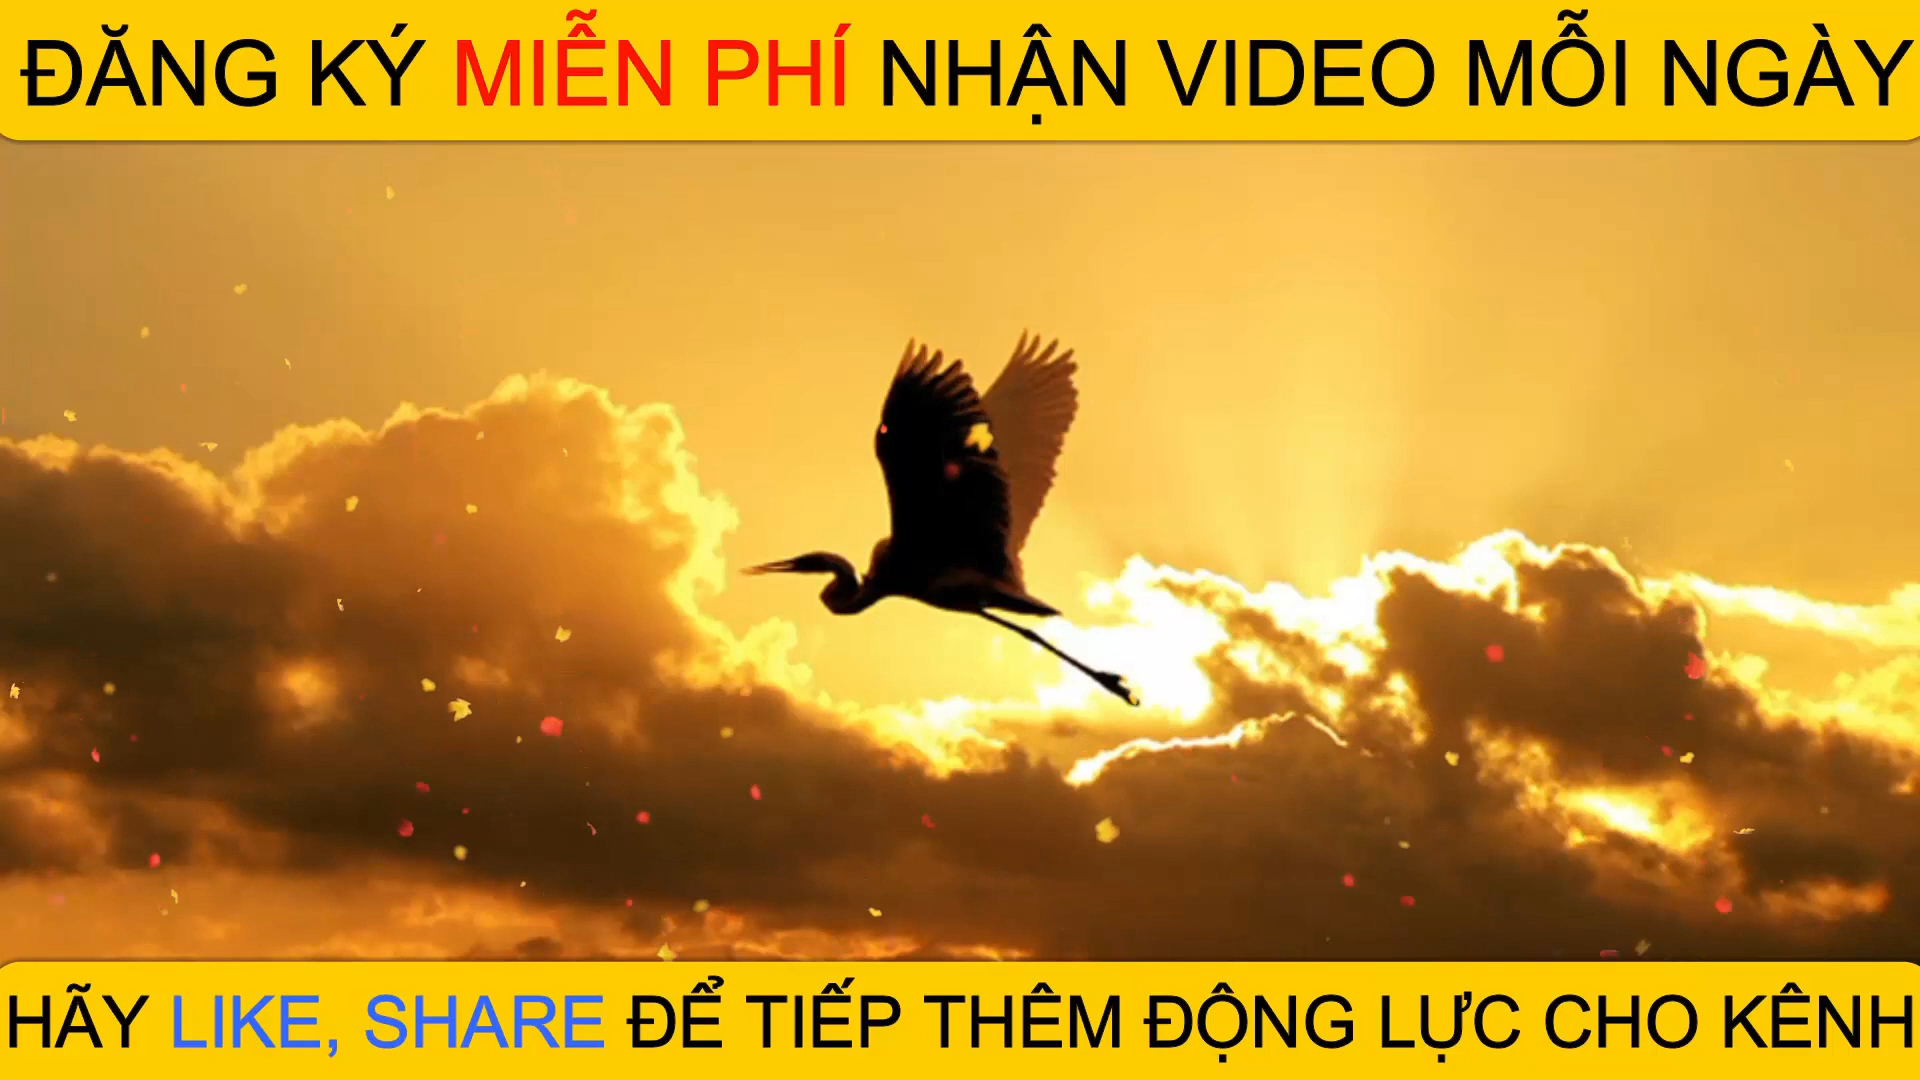 ĐĂNG KÝ MIỄN PHÍ NHẬN VIDEO MỖI NGÀY
HÃY LIKE, SHARE ĐỂ TIẾP THÊM ĐỘNG LỰC CHO KÊNH